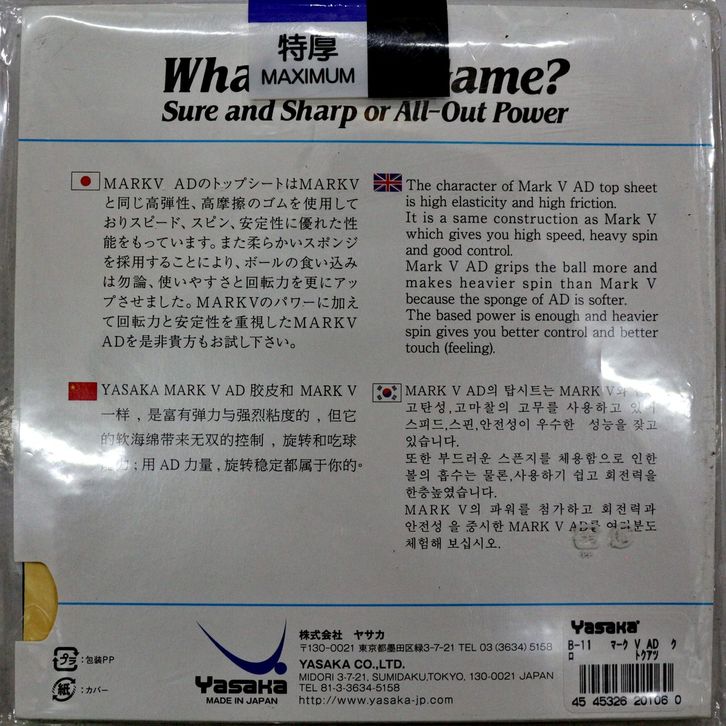 特厚
MAXIMUM
Wha ame?
Sure and Sharp or All-Out Power
MARKV ADのトップシートはMARKV
と同じ高弾性、高摩擦のゴムを使用して
おりスピード、スピン、安定性に優れた性
能をもっています。また柔らかいスポンジ
を採用することにより、ボールの食い込み
は勿論、使いやすさと回転力を更にアッ
プさせました。MARKVのパワーに加え
て回転力と安定性を重視したMARKV
ADを是非貴方もお試し下さい。
The character of Mark V AD top sheet
is high elasticity and high friction.
It is a same construction as Mark V
which gives you high speed, heavy spin
and good control.
Mark V AD grips the ball more and
makes heavier spin than Mark V
because the sponge of AD is softer.
The based power is enough and heavier
spin gives you better control and better
touch (feeling).
YASAKA MARK V AD 胶皮和 MARK V
一样，是富有弹力与强烈粘度的，但它
的软海绵带来无双的控制，旋转和吃球
力；用 AD 力量，旋转稳定都属于你的。
MARK V AD의 탑시트는 MARK V와
고탄성,고마찰의 고무를 사용하고
스피드,스핀,안전성이 우수한 성능을 잦고
있습니다.
또한 부드러운 스픈지를 체용함으로 인한
볼의 흡수는 물론,사용하기 쉽고 회전력을
한충높였습니다.
MARK V의 파워를 첨가하고 회전력과
안전성 을 중시한 MARK V AD를 여러분도
체험해 보십시오.
プラ :包装PP
紙 :カバー
Yasaka
MADE IN JAPAN
株式会社 ヤサカ
〒130-0021 東京都墨田区緑3-7-21 TEL 03 (3634) 5158
YASAKA CO.,LTD.
MIDORI 3-7-21, SUMIDAKU,TOKYO, 130-0021 JAPAN
TEL 81-3-3634-5158
http://www.yasaka-jp.com
Yasaka
B-11 マーク V AD ク
ロ トクアツ
45 45326 20106 0